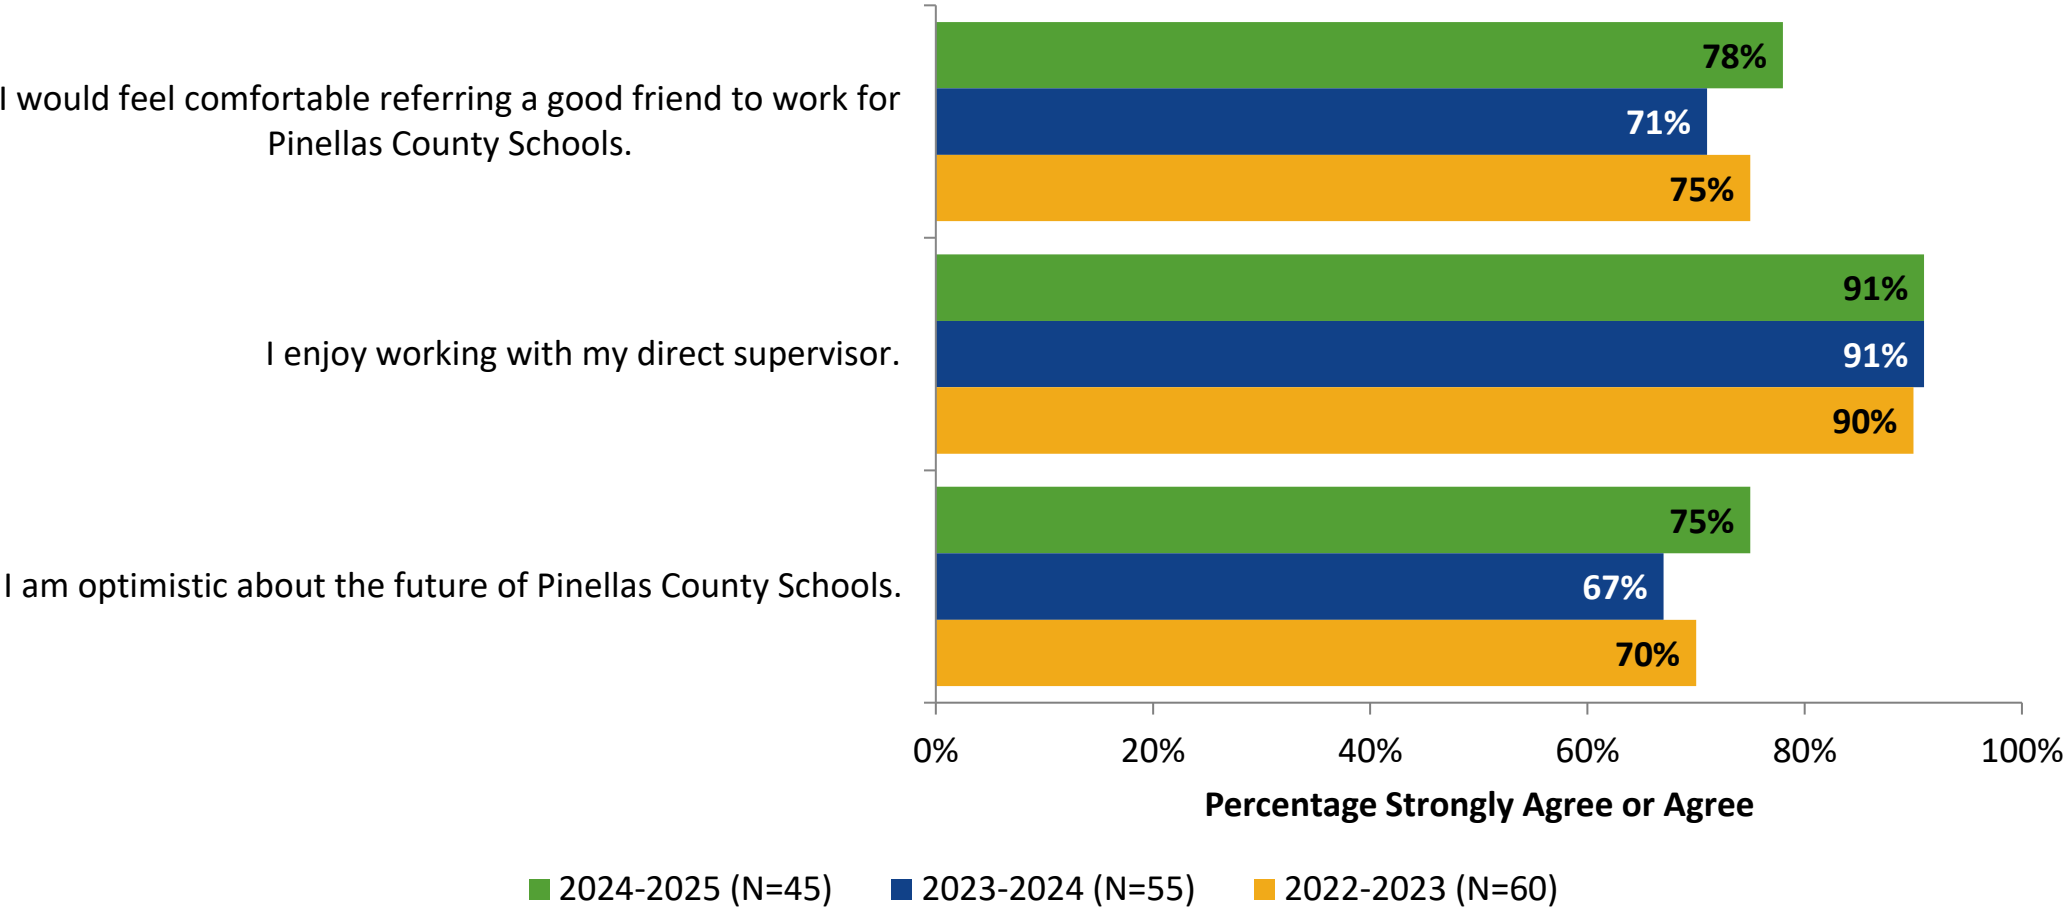 I would feel comfortable referring a good friend to work for
Pinellas County Schools.
78%
71%
75%
I enjoy working with my direct supervisor.
91%
91%
90%
I am optimistic about the future of Pinellas County Schools.
75%
67%
70%
0% 20% 40% 60% 80% 100%
Percentage Strongly Agree or Agree
2024-2025 (N=45) 2023-2024 (N=55) 2022-2023 (N=60)